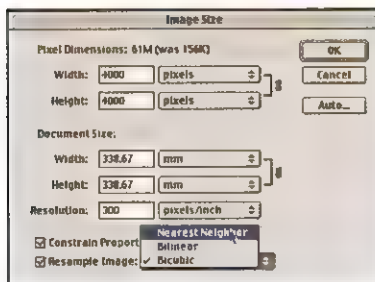 Image Size
Pixel Dimensions: 61M (was 156K)
OK
Width: 4000 pixels
Cancel
Height: 4000 pixels
Auto...
Document Size:
Width: 338.67 mm
Height: 338.67 mm
Resolution: 300 pixels/inch
Nearest Neighbor
Constrain Proport
Bilinear
Resample Image: Bicubic